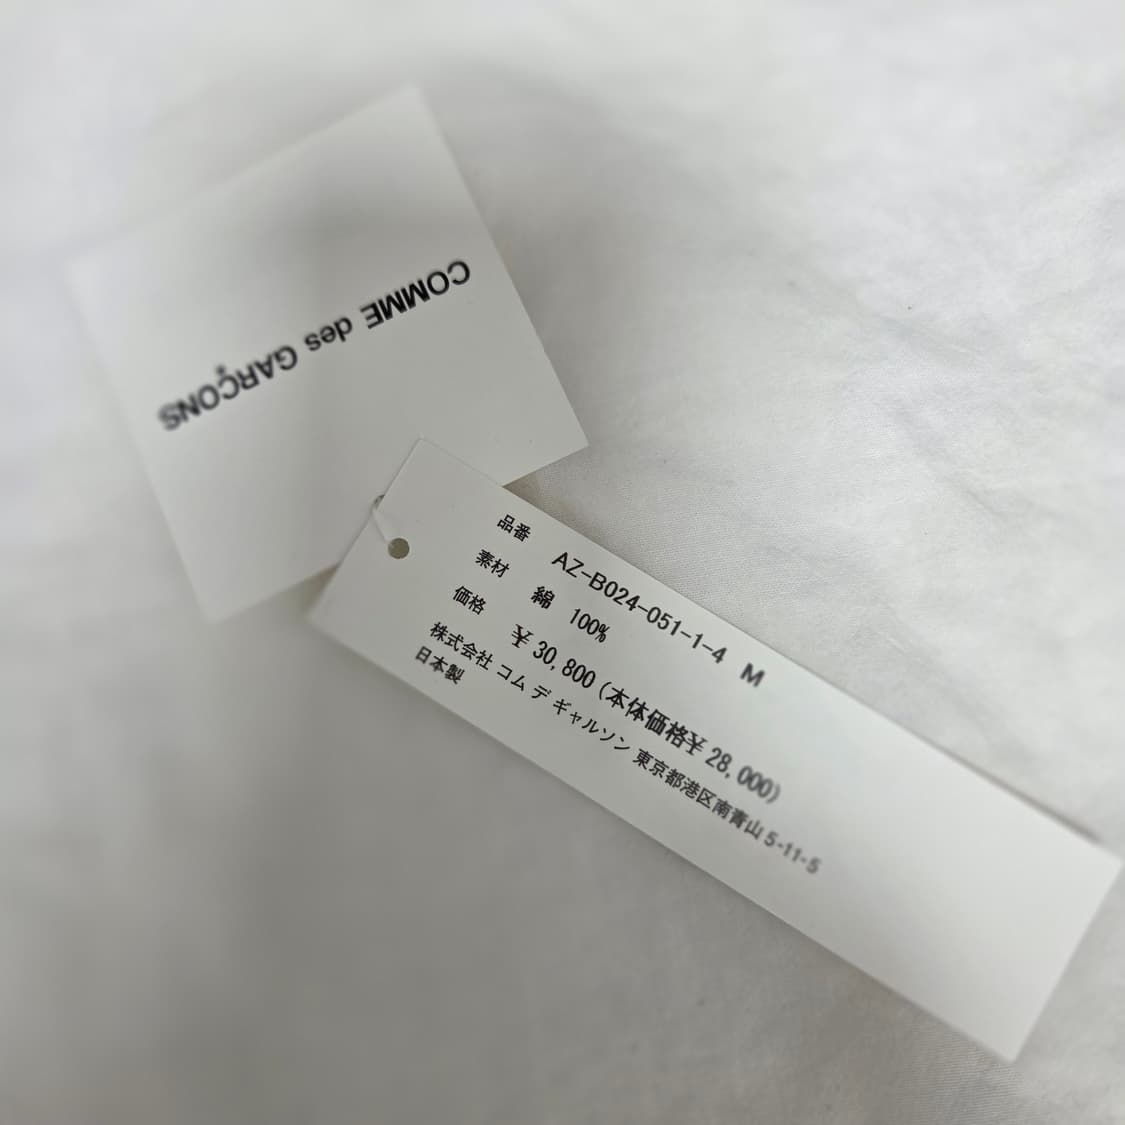 COMME des GARÇONS
品番 AZ-B024-051-1-4 M
素材 綿 100%
価格 ¥ 30,800 (本体価格¥ 28,000)
株式会社 コム デ ギャルソン 東京都港区南青山 5-11-5
日本製